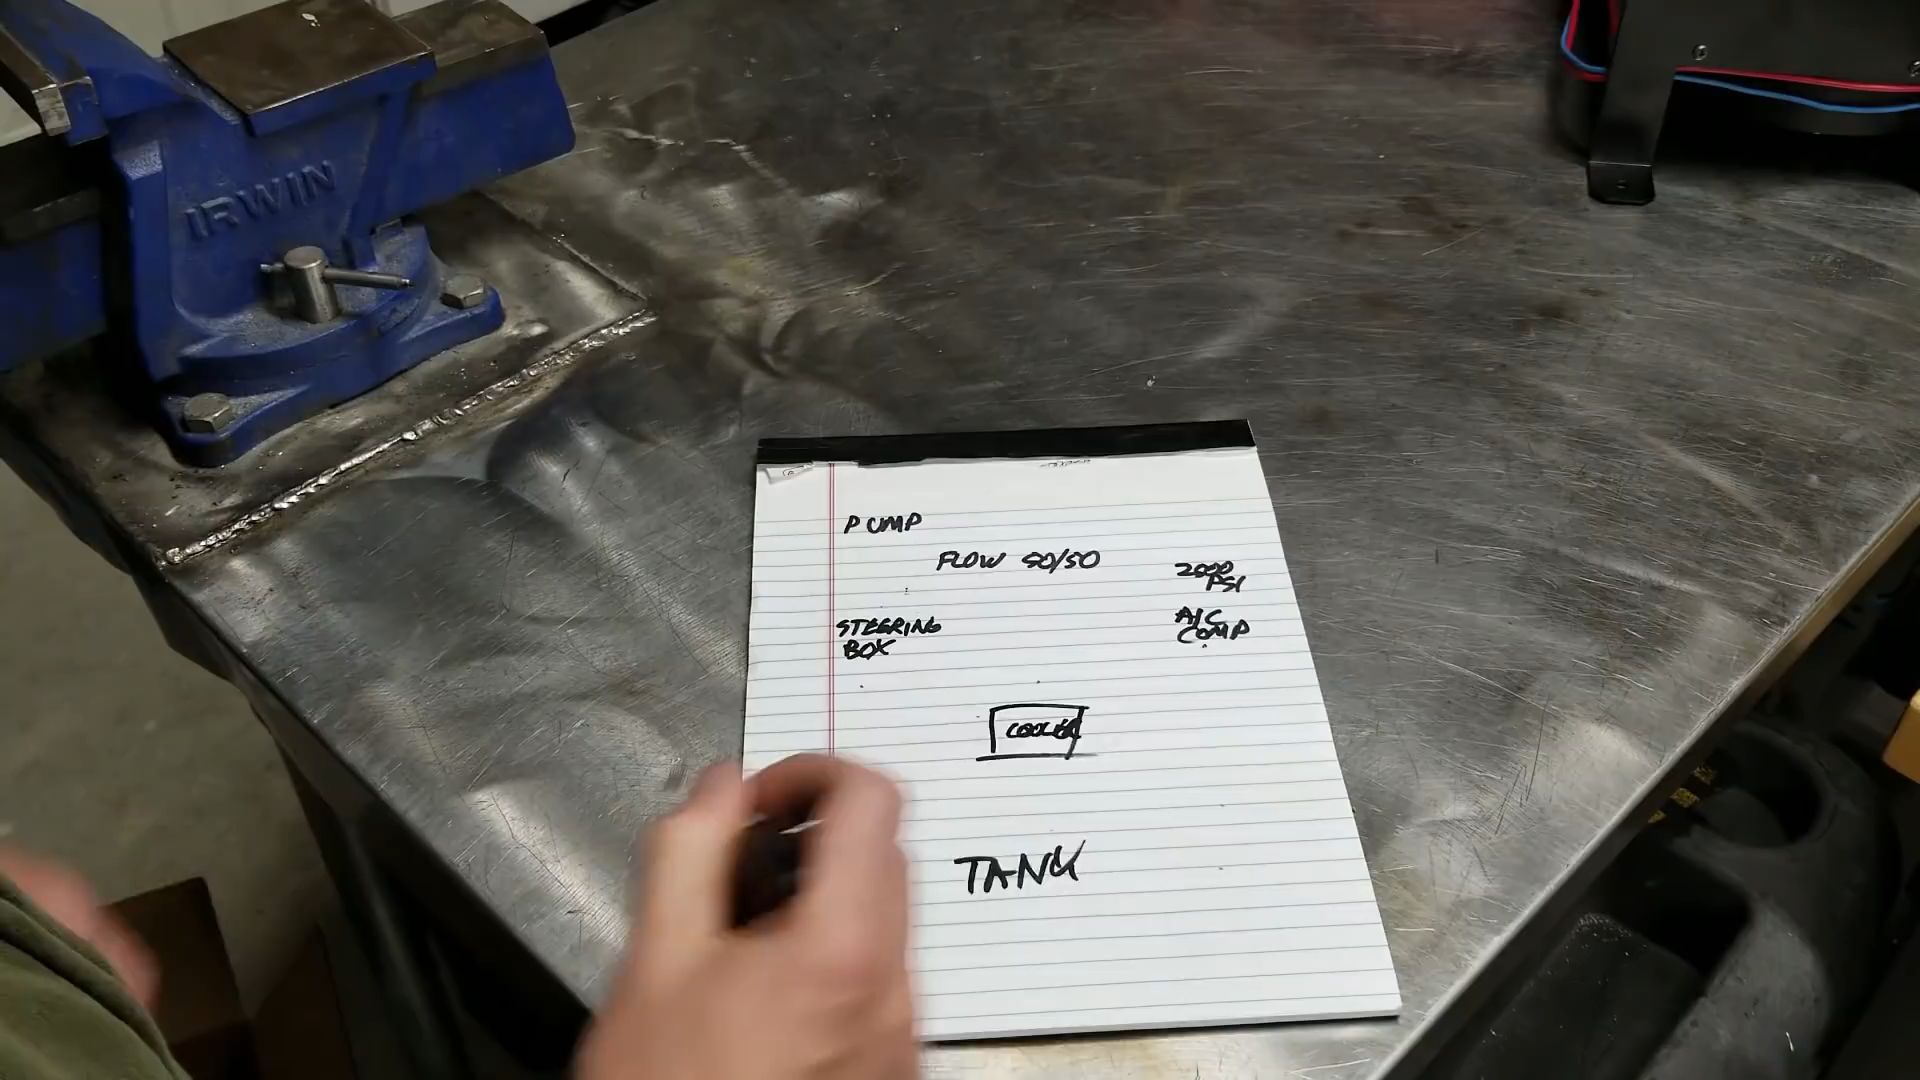 IRWIN
PUMP
FLOW 50/50
2000
PSI
STEERING
BOX
A/C
COMP
COOLER
TANK